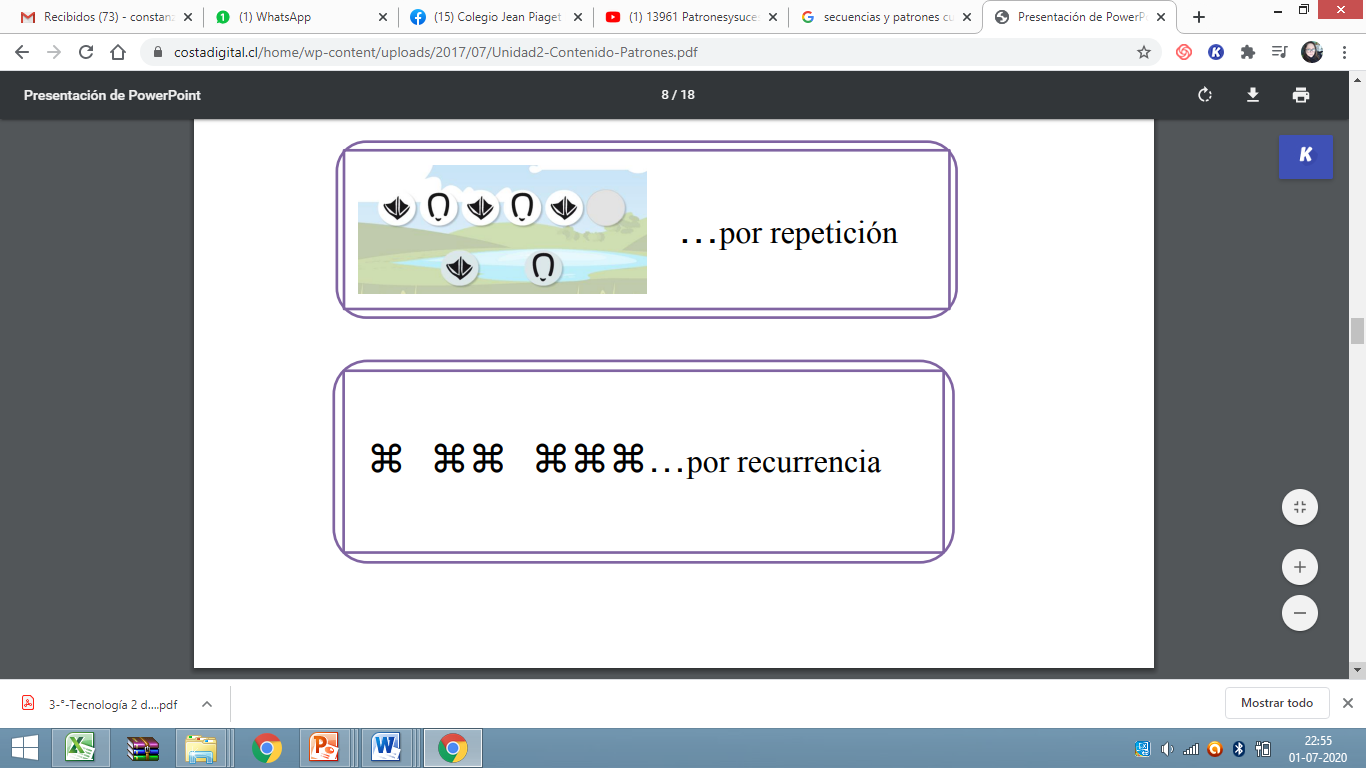 Recibidos (73) - constan
(1) WhatsApp
(15) Colegio Jean Piaget
(1) 13961 Patronesysuce
secuencias y patrones cu
Presentación de PowerP
costadigital.cl/home/wp-content/uploads/2017/07/Unidad2-Contenido-Patrones.pdf
Presentación de PowerPoint
8 / 18
K
...por repetición
⌘ ⌘⌘ ⌘⌘⌘...por recurrencia
3-°-Tecnología 2 d....pdf
Mostrar todo
22:55
01-07-2020